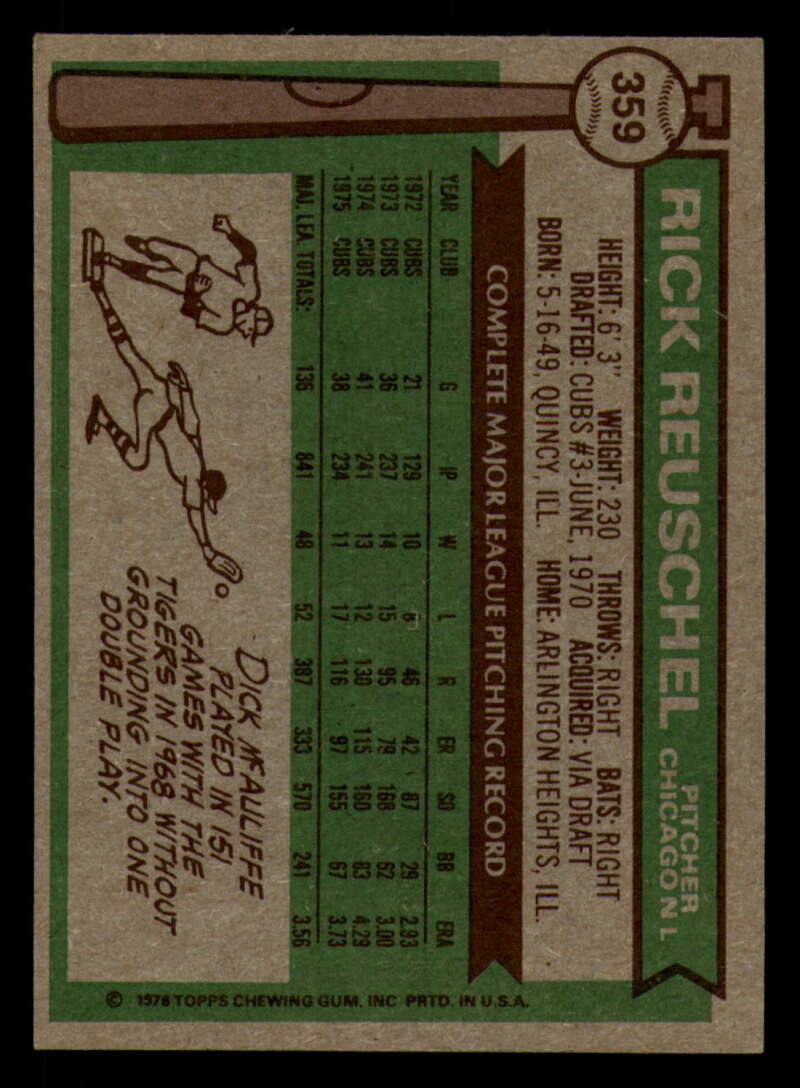 359
RICK REUSCHEL
PITCHER
CHICAGO N L
HEIGHT: 6' 3" WEIGHT: 230 THROWS: RIGHT BATS: RIGHT
DRAFTED: CUBS #3-JUNE, 1970 ACQUIRED: VIA DRAFT
BORN: 5-16-49, QUINCY, ILL. HOME: ARLINGTON HEIGHTS, ILL.
COMPLETE MAJOR LEAGUE PITCHING RECORD
YEAR CLUB G IP W L R ER SO BB ERA
1972 CUBS 21 129 10 8 46 42 87 29 2.93
1973 CUBS 36 237 14 15 95 79 168 62 3.00
1974 CUBS 41 241 13 12 130 115 160 83 4.29
1975 CUBS 38 234 11 17 116 97 155 67 3.73
MAJ. LEA. TOTALS: 136 841 48 52 387 333 570 241 3.56
DICK McAULIFFE
PLAYED IN 151
GAMES WITH THE
TIGERS IN 1968 WITHOUT
GROUNDING INTO ONE
DOUBLE PLAY.
© 1976 TOPPS CHEWING GUM, INC PRTD. IN U.S.A.